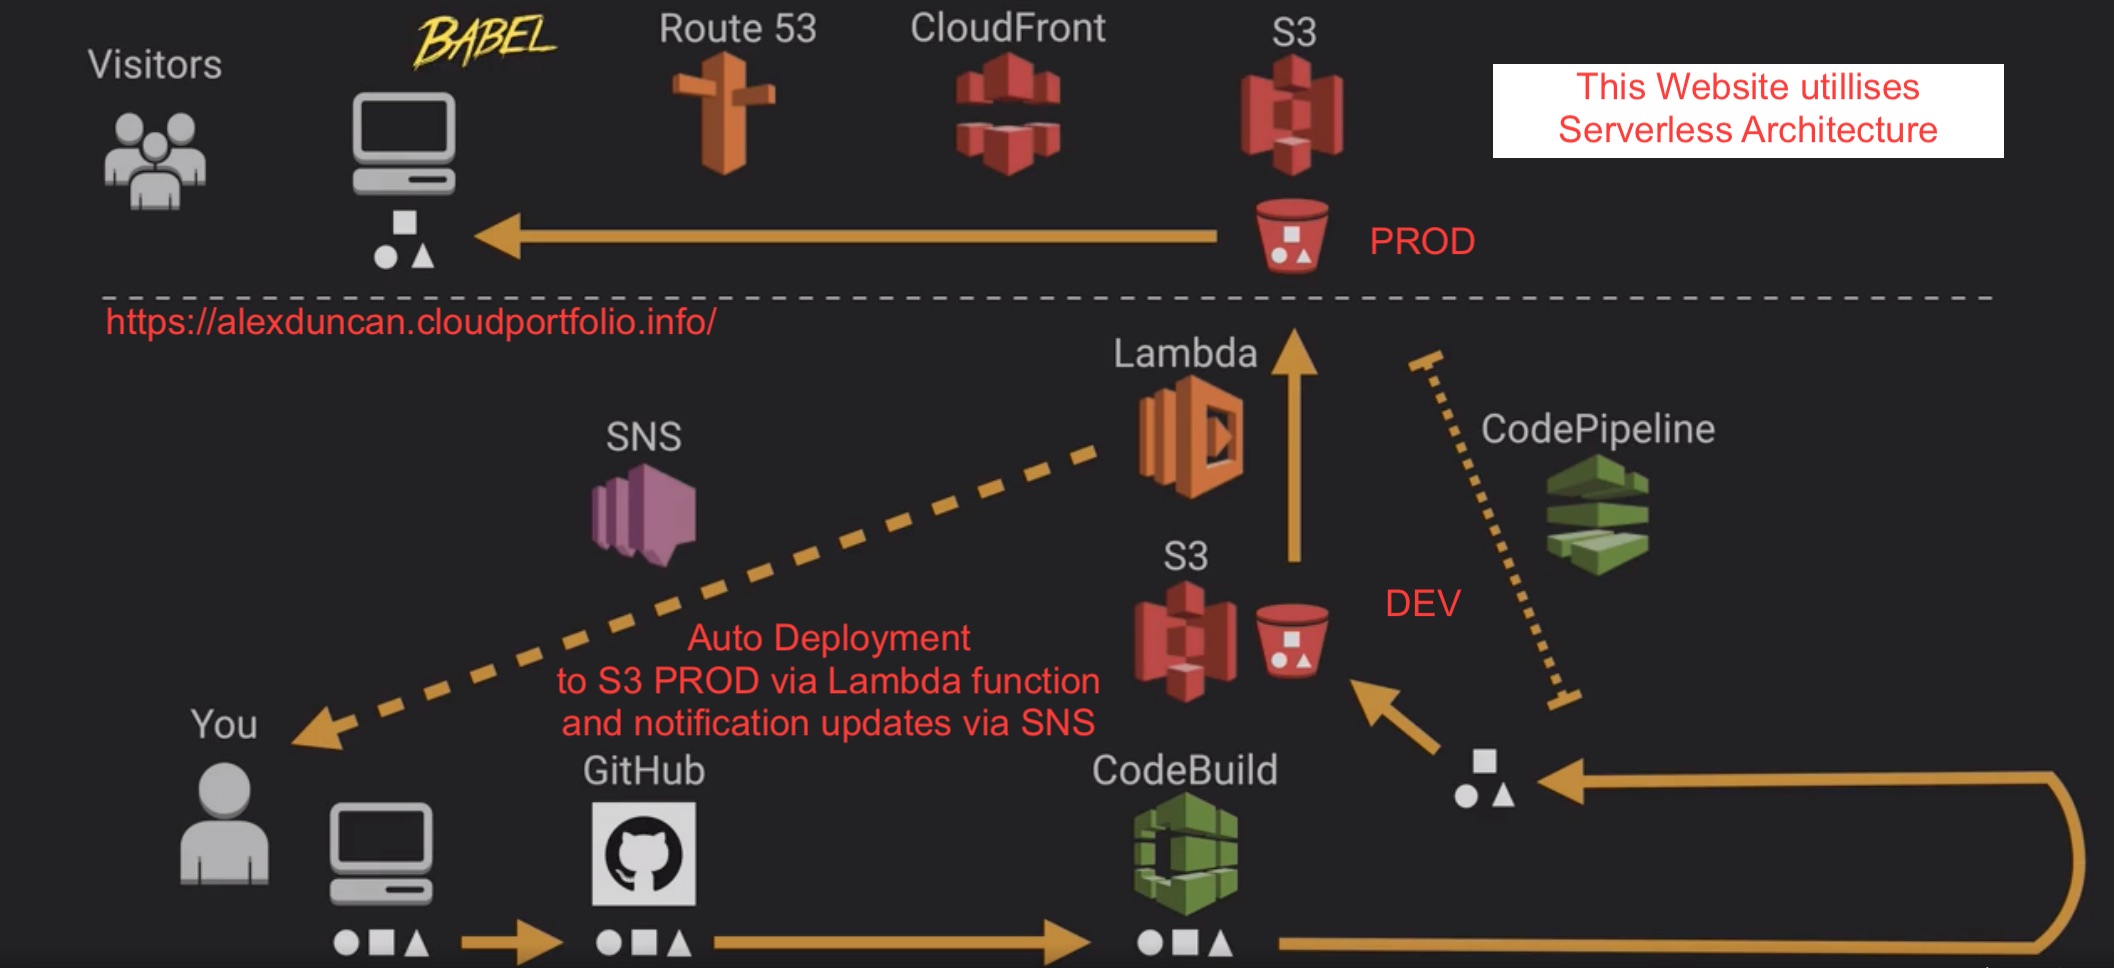 Visitors
BABEL
Route 53
CloudFront
S3
This Website utillises
Serverless Architecture
PROD
https://alexduncan.cloudportfolio.info/
Lambda
SNS
CodePipeline
S3
DEV
Auto Deployment
to S3 PROD via Lambda function
and notification updates via SNS
You
GitHub
CodeBuild